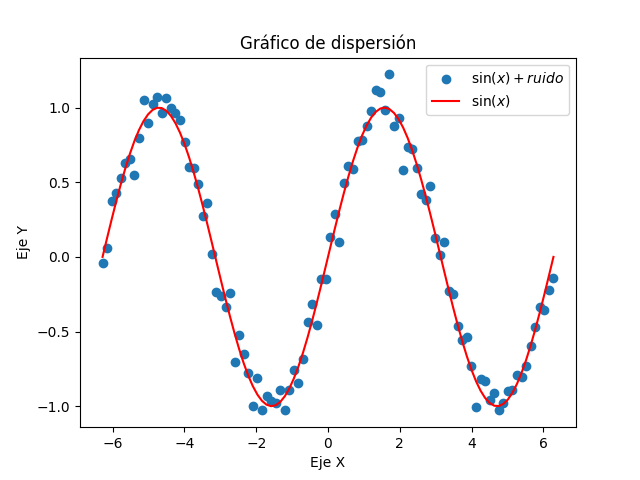 Gráfico de dispersión
sin(x) + ruido
sin(x)
1.0
0.5
0.0
−0.5
−1.0
Eje Y
−6 −4 −2 0 2 4 6
Eje X